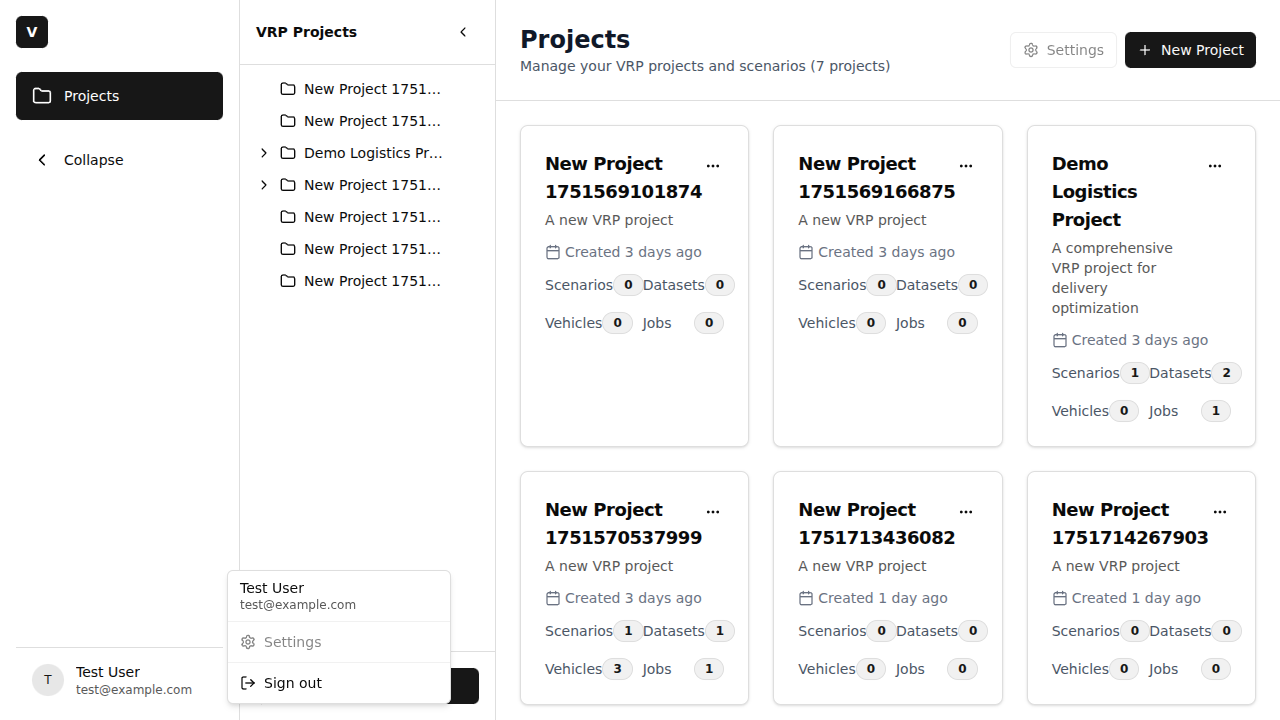 V
Projects
Collapse
Test User
test@example.com
VRP Projects
New Project 1751…
New Project 1751…
Demo Logistics Pr…
New Project 1751…
New Project 1751…
New Project 1751…
New Project 1751…
Test User
test@example.com
Settings
Sign out
Projects
Manage your VRP projects and scenarios (7 projects)
Settings
New Project
New Project
1751569101874
A new VRP project
Created 3 days ago
Scenarios 0 Datasets 0
Vehicles 0 Jobs 0
New Project
1751569166875
A new VRP project
Created 3 days ago
Scenarios 0 Datasets 0
Vehicles 0 Jobs 0
Demo
Logistics
Project
A comprehensive
VRP project for
delivery
optimization
Created 3 days ago
Scenarios 1 Datasets 2
Vehicles 0 Jobs 1
New Project
1751570537999
A new VRP project
Created 3 days ago
Scenarios 1 Datasets 1
Vehicles 3 Jobs 1
New Project
1751713436082
A new VRP project
Created 1 day ago
Scenarios 0 Datasets 0
Vehicles 0 Jobs 0
New Project
1751714267903
A new VRP project
Created 1 day ago
Scenarios 0 Datasets 0
Vehicles 0 Jobs 0
T